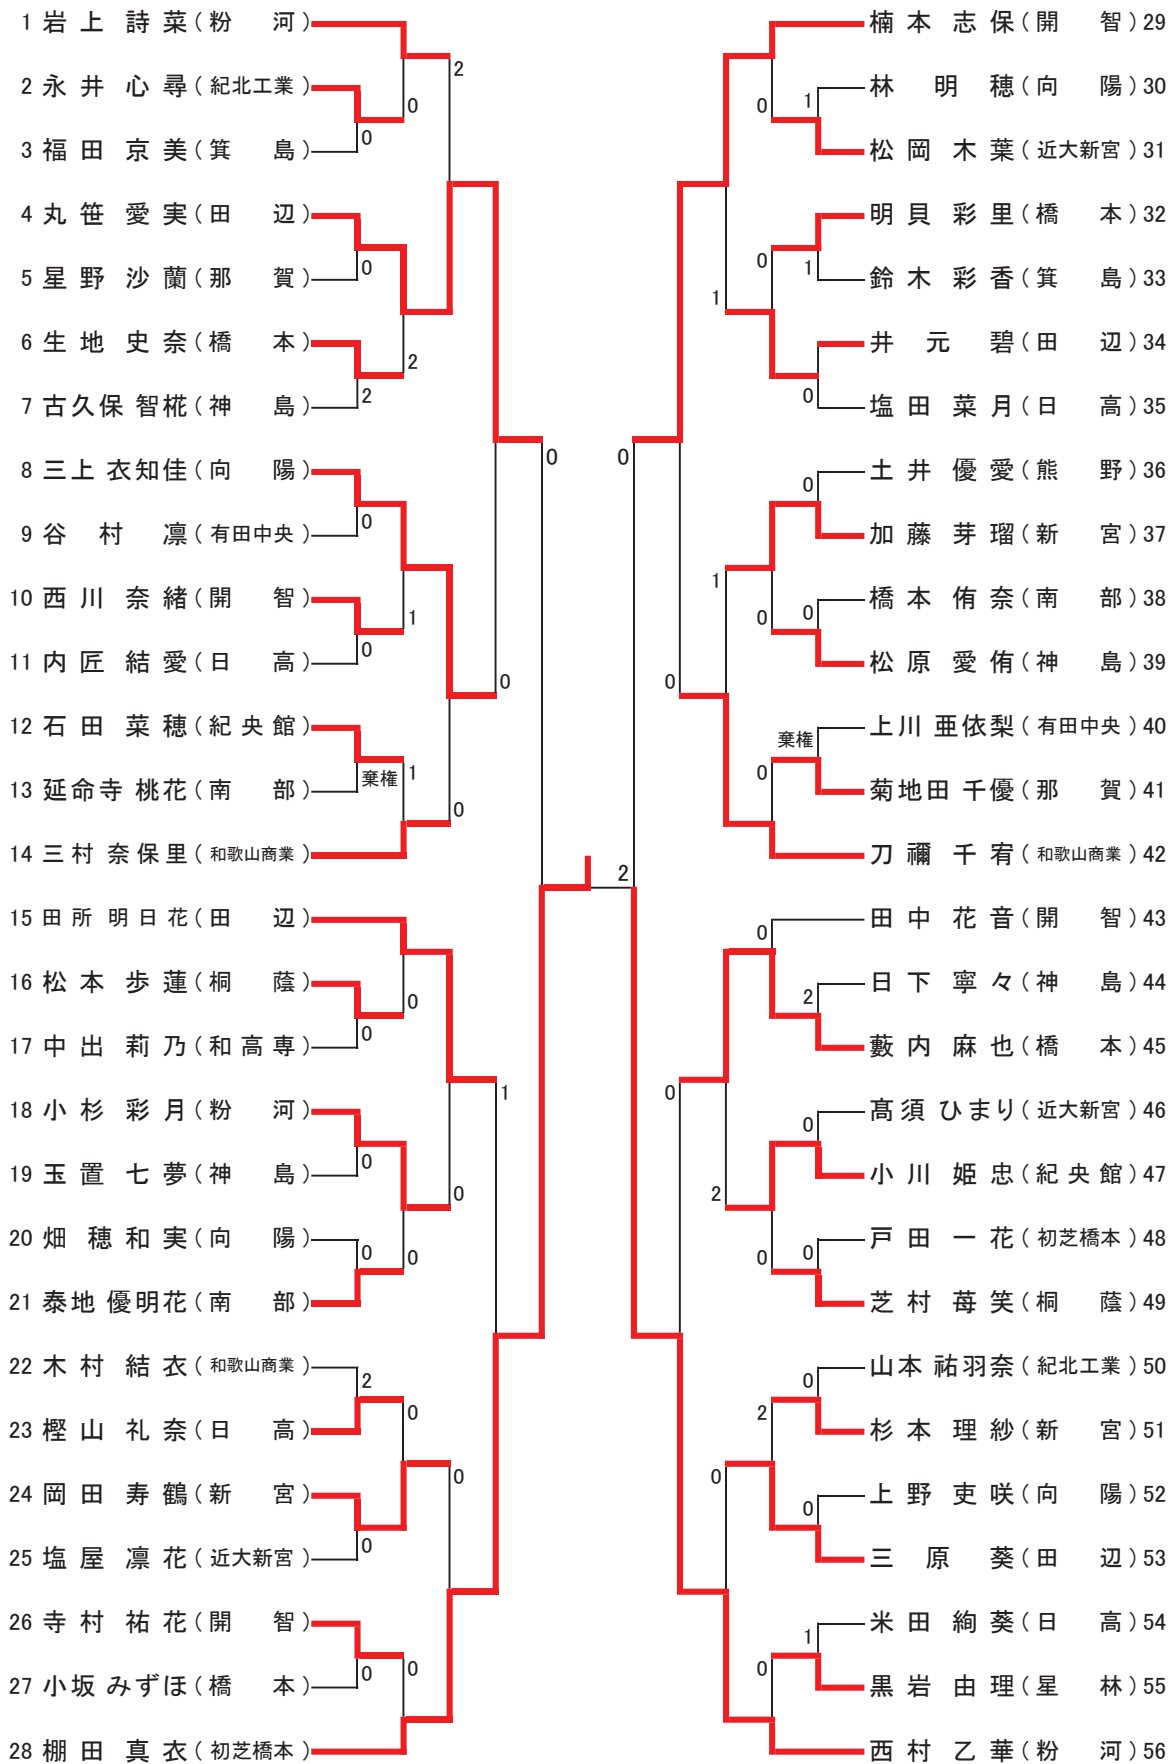 1 岩上 詩菜(粉 河)
2 永井 心尋(紀北工業)
3 福田 京美(箕 島)
4 丸笹 愛実(田 辺)
5 星野 沙蘭(那 賀)
6 生地 史奈(橋 本)
7 古久保 智椛(神 島)
8 三上 衣知佳(向 陽)
9 谷村 凛(有田中央)
10 西川 奈緒(開 智)
11 内匠 結愛(日 高)
12 石田 菜穂(紀央館)
13 延命寺 桃花(南 部)
14 三村 奈保里(和歌山商業)
15 田所 明日花(田 辺)
16 松本 歩蓮(桐 蔭)
17 中出 莉乃(和高専)
18 小杉 彩月(粉 河)
19 玉置 七夢(神 島)
20 畑 穂和実(向 陽)
21 泰地 優明花(南 部)
22 木村 結衣(和歌山商業)
23 樫山 礼奈(日 高)
24 岡田 寿鶴(新 宮)
25 塩屋 凛花(近大新宮)
26 寺村 祐花(開 智)
27 小坂 みずほ(橋 本)
28 棚田 真衣(初芝橋本)
2
0
0
0
2
2
0
1
0
棄権
1
0
0
0
0
0
0
0
0
0
1
2
0
0
0
0
0
0
2
楠本 志保(開 智)29
林 明穂(向 陽)30
松岡 木葉(近大新宮)31
明貝 彩里(橋 本)32
鈴木 彩香(箕 島)33
井元 碧(田 辺)34
塩田 菜月(日 高)35
土井 優愛(熊 野)36
加藤 芽瑠(新 宮)37
橋本 侑奈(南 部)38
松原 愛侑(神 島)39
上川 亜依梨(有田中央)40
菊地田 千優(那 賀)41
刀禰 千宥(和歌山商業)42
田中 花音(開 智)43
日下 寧々(神 島)44
藪内 麻也(橋 本)45
髙須 ひまり(近大新宮)46
小川 姫忠(紀央館)47
戸田 一花(初芝橋本)48
芝村 苺笑(桐 蔭)49
山本 祐羽奈(紀北工業)50
杉本 理紗(新 宮)51
上野 吏咲(向 陽)52
三原 葵(田 辺)53
米田 絢葵(日 高)54
黒岩 由理(星 林)55
西村 乙華(粉 河)56
0
1
0
1
1
0
0
0
1
0
0
0
棄権
0
0
2
0
0
2
0
0
0
2
0
0
1
0